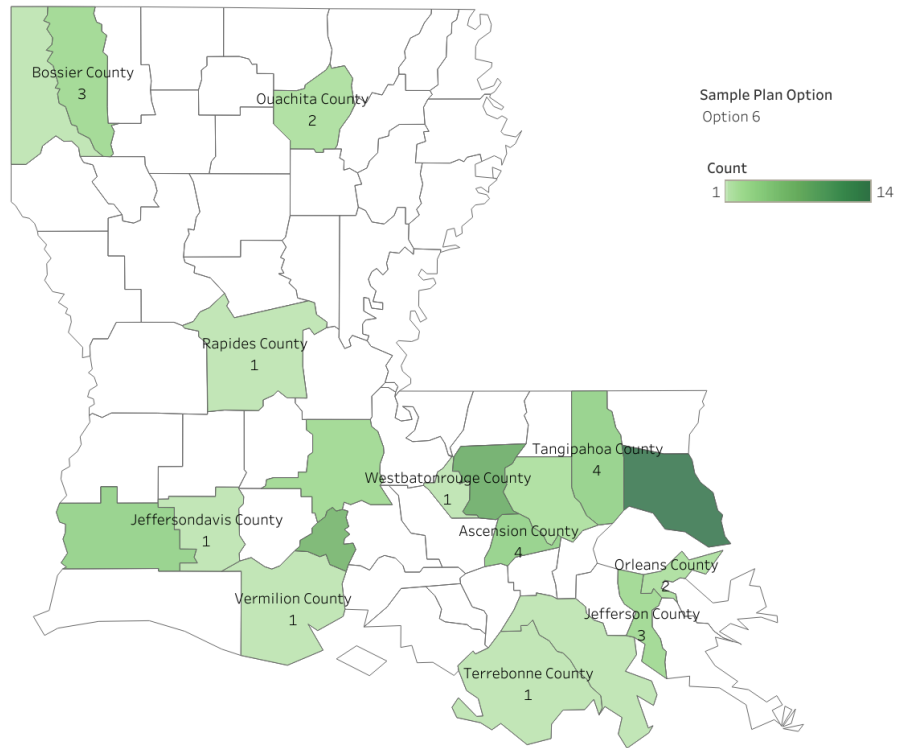 Bossier County
3
Ouachita County
2
Sample Plan Option
Option 6
Count
1
14
Rapides County
1
Tangipahoa County
4
Westbatonrouge County
1
Jeffersondavis County
1
Ascension County
4
Orleans County
2
Vermilion County
1
Jefferson County
3
Terrebonne County
1